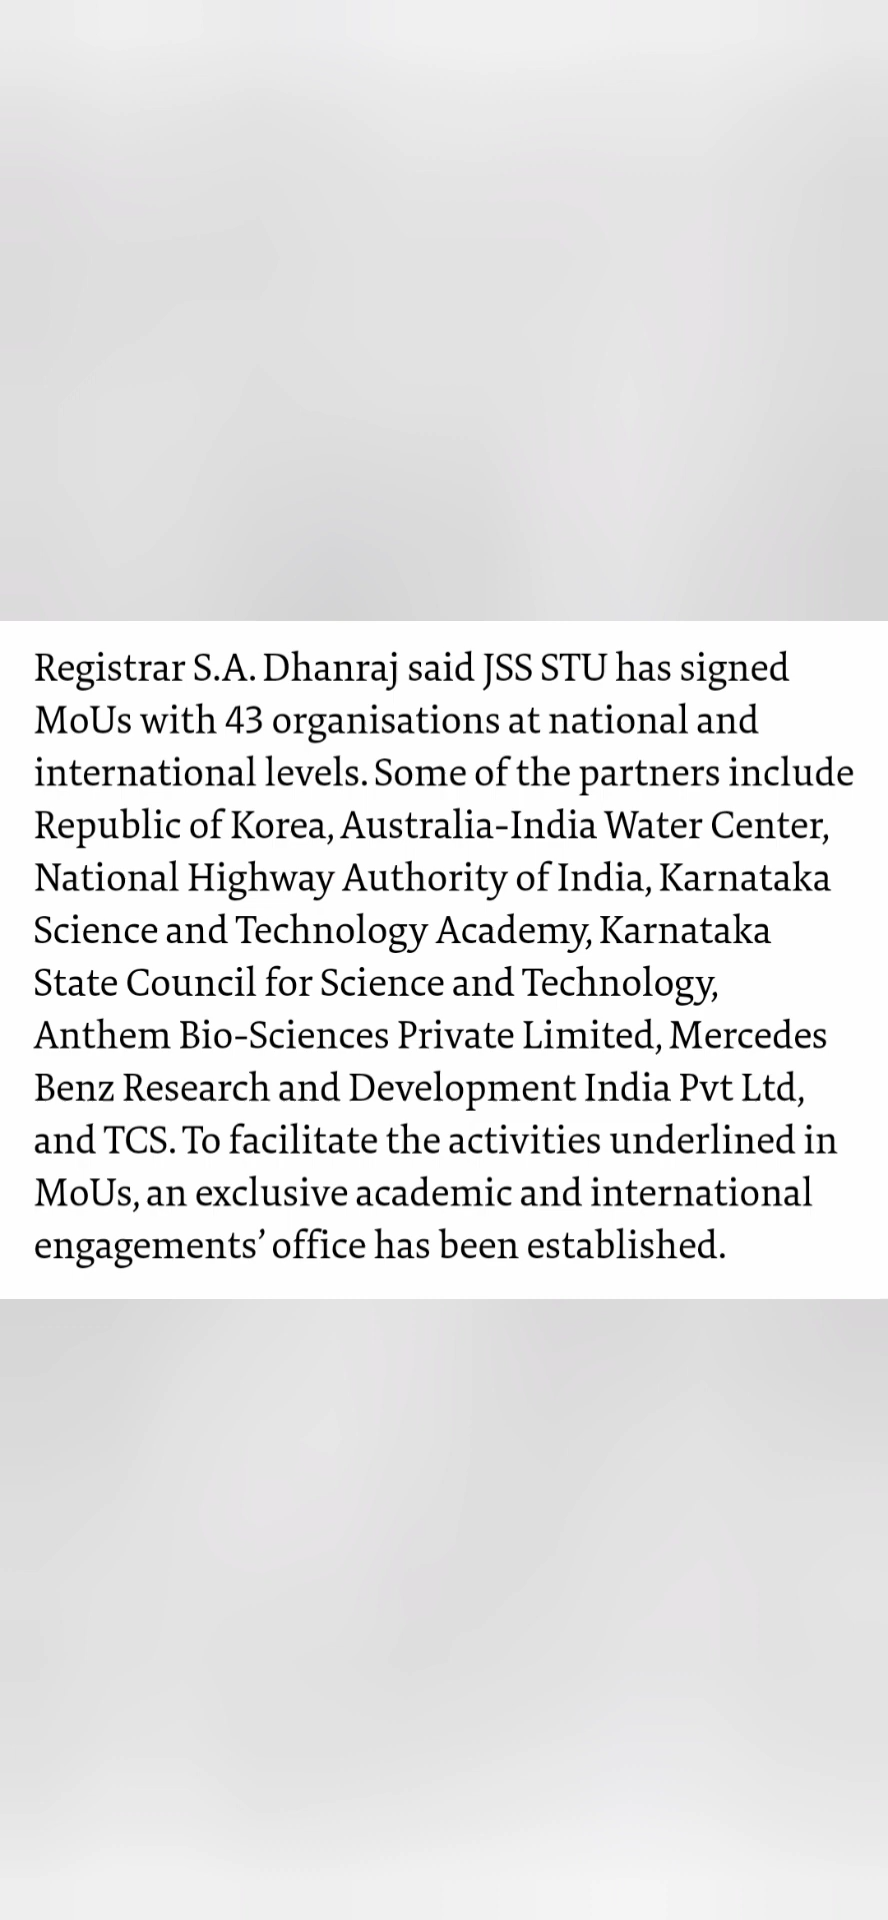 Registrar S.A. Dhanraj said JSS STU has signed
MoUs with 43 organisations at national and
international levels. Some of the partners include
Republic of Korea, Australia-India Water Center,
National Highway Authority of India, Karnataka
Science and Technology Academy, Karnataka
State Council for Science and Technology,
Anthem Bio-Sciences Private Limited, Mercedes
Benz Research and Development India Pvt Ltd,
and TCS. To facilitate the activities underlined in
MoUs, an exclusive academic and international
engagements’ office has been established.